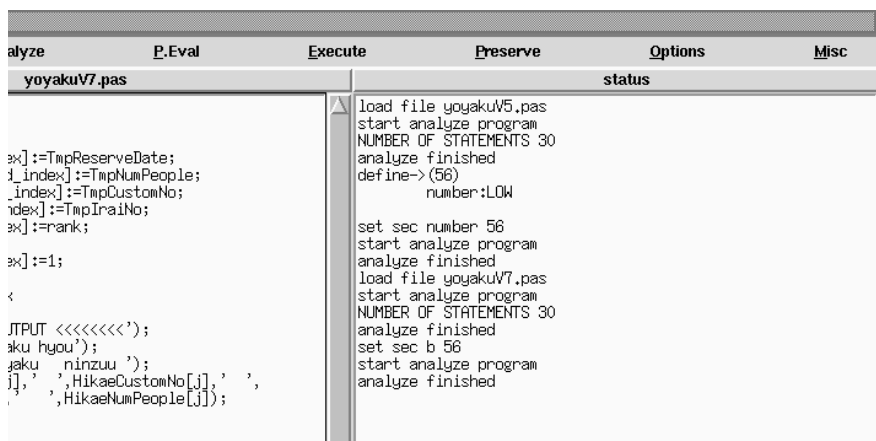 alyze P.Eval Execute Preserve Options Misc
yoyakuV7.pas
ex]:=TmpReserveDate;
d_index]:=TmpNumPeople;
_index]:=TmpCustomNo;
ndex]:=TmpIraiNo;
ex]:=rank;
ex]:=1;
UTPUT <<<<<<<<');
aku hyou');
yaku ninzuu ');
j],' ',HikaeCustomNo[j],' ',
,' ',HikaeNumPeople[j]);
status
load file yoyakuV5.pas
start analyze program
NUMBER OF STATEMENTS 30
analyze finished
define->(56)
number:LOW
set sec number 56
start analyze program
analyze finished
load file yoyakuV7.pas
start analyze program
NUMBER OF STATEMENTS 30
analyze finished
set sec b 56
start analyze program
analyze finished